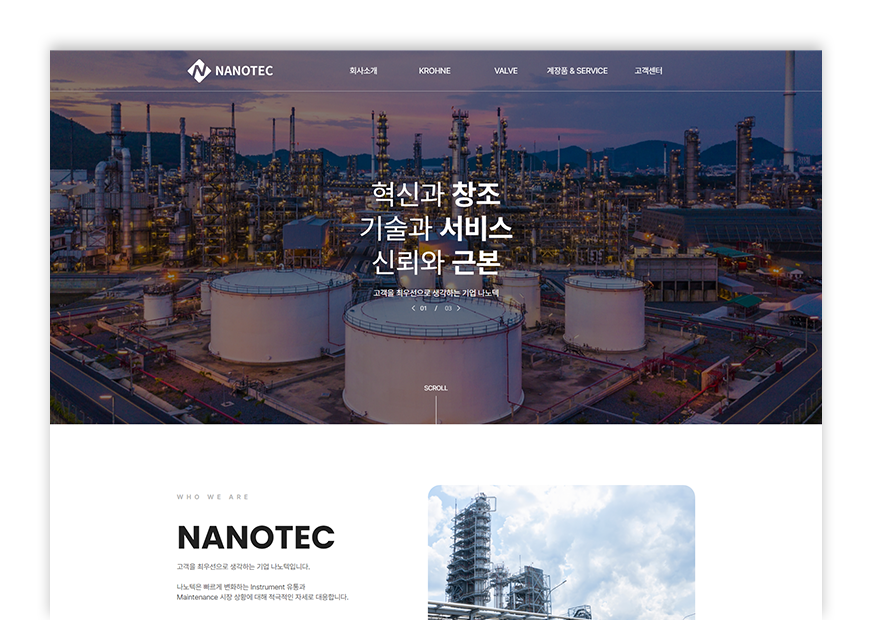 NANOTEC
회사소개 KROHNE VALVE 계장품 & SERVICE 고객센터
혁신과 창조
기술과 서비스
신뢰와 근본
고객을 최우선으로 생각하는 기업 나노텍
01 / 03
SCROLL
WHO WE ARE
NANOTEC
고객을 최우선으로 생각하는 기업 나노텍입니다.
나노텍은 빠르게 변화하는 Instrument 유통과
Maintenance 시장 상황에 대해 적극적인 자세로 대응합니다.